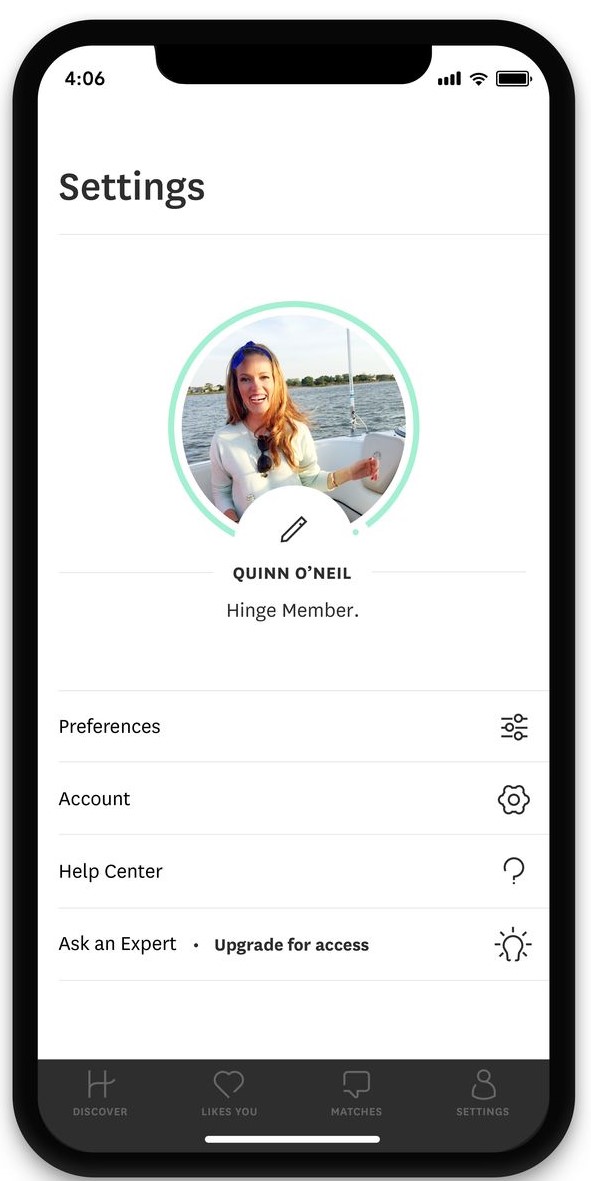 4:06
Settings
QUINN O’NEIL
Hinge Member.
Preferences
Account
Help Center
Ask an Expert • Upgrade for access
DISCOVER LIKES YOU MATCHES SETTINGS